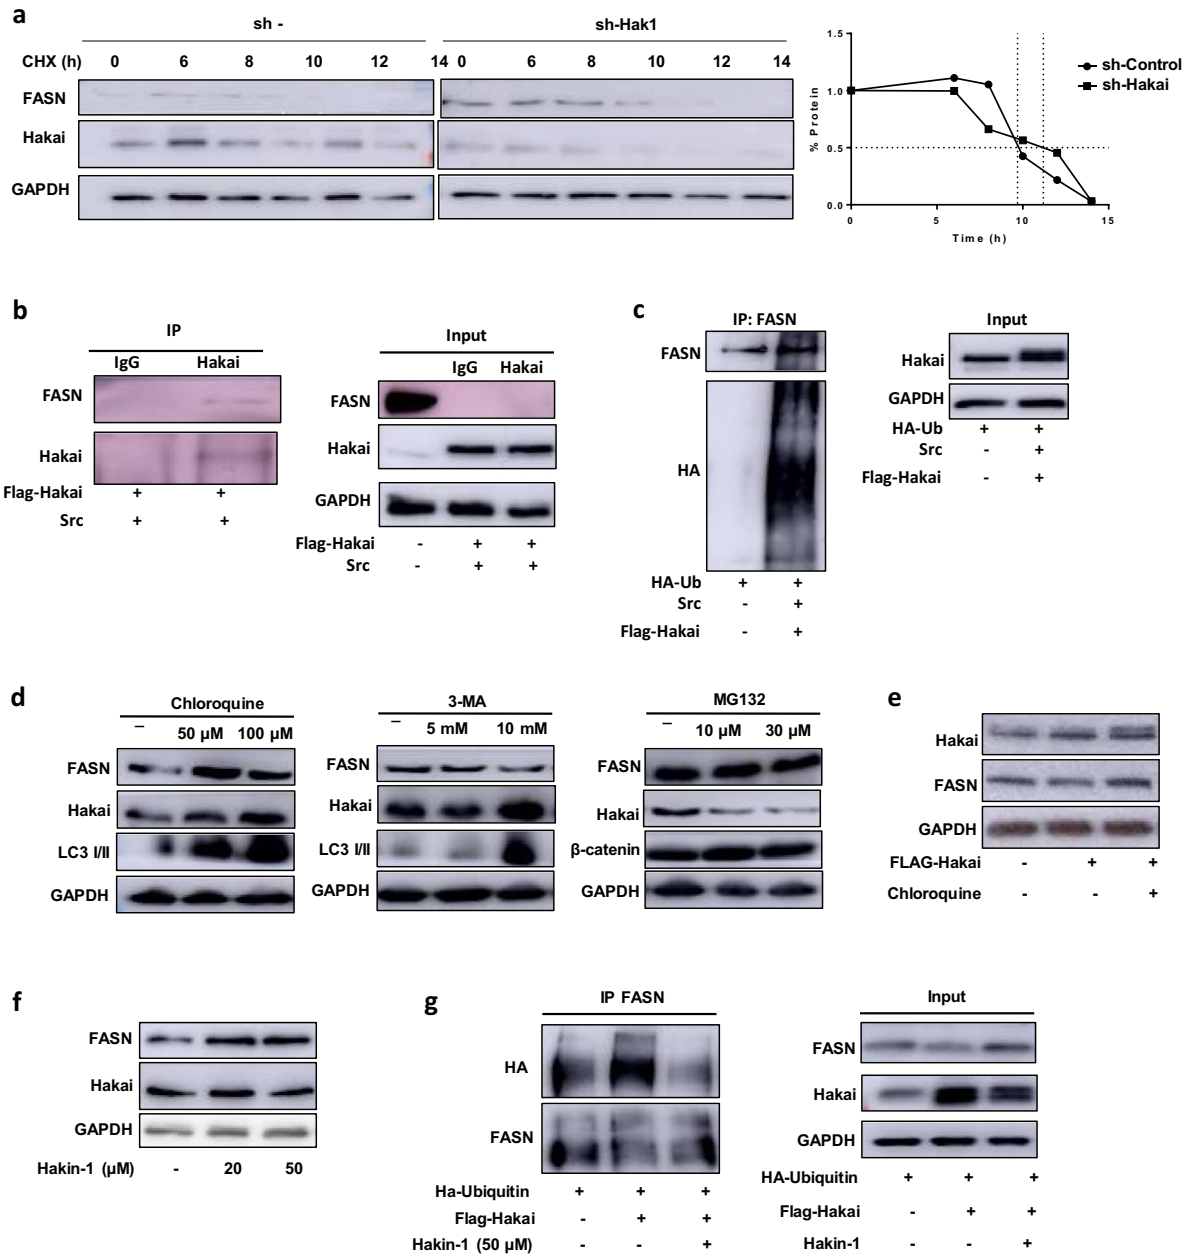 a
sh -
sh-Hak1
CHX (h) 0 6 8 10 12 14 0 6 8 10 12 14
FASN
Hakai
GAPDH
1.5
1.0
0.5
0.0
% Protein
0 5 10 15
Time (h)
sh-Control
sh-Hakai
b
IP
IgG Hakai
FASN
Hakai
Flag-Hakai + +
Src + +
Input
IgG Hakai
FASN
Hakai
GAPDH
Flag-Hakai - + +
Src - + +
c
IP: FASN
FASN
HA
HA-Ub + +
Src - +
Flag-Hakai - +
Input
Hakai
GAPDH
HA-Ub + +
Src - +
Flag-Hakai - +
d
Chloroquine
– 50 µM 100 µM
FASN
Hakai
LC3 I/II
GAPDH
3-MA
– 5 mM 10 mM
FASN
Hakai
LC3 I/II
GAPDH
MG132
– 10 µM 30 µM
FASN
Hakai
β-catenin
GAPDH
e
Hakai
FASN
GAPDH
FLAG-Hakai - + +
Chloroquine - - +
f
FASN
Hakai
GAPDH
Hakin-1 (µM) - 20 50
g
IP FASN
HA
FASN
Ha-Ubiquitin + + +
Flag-Hakai - + +
Hakin-1 (50 µM) - - +
Input
FASN
Hakai
GAPDH
HA-Ubiquitin + + +
Flag-Hakai - + +
Hakin-1 - - +